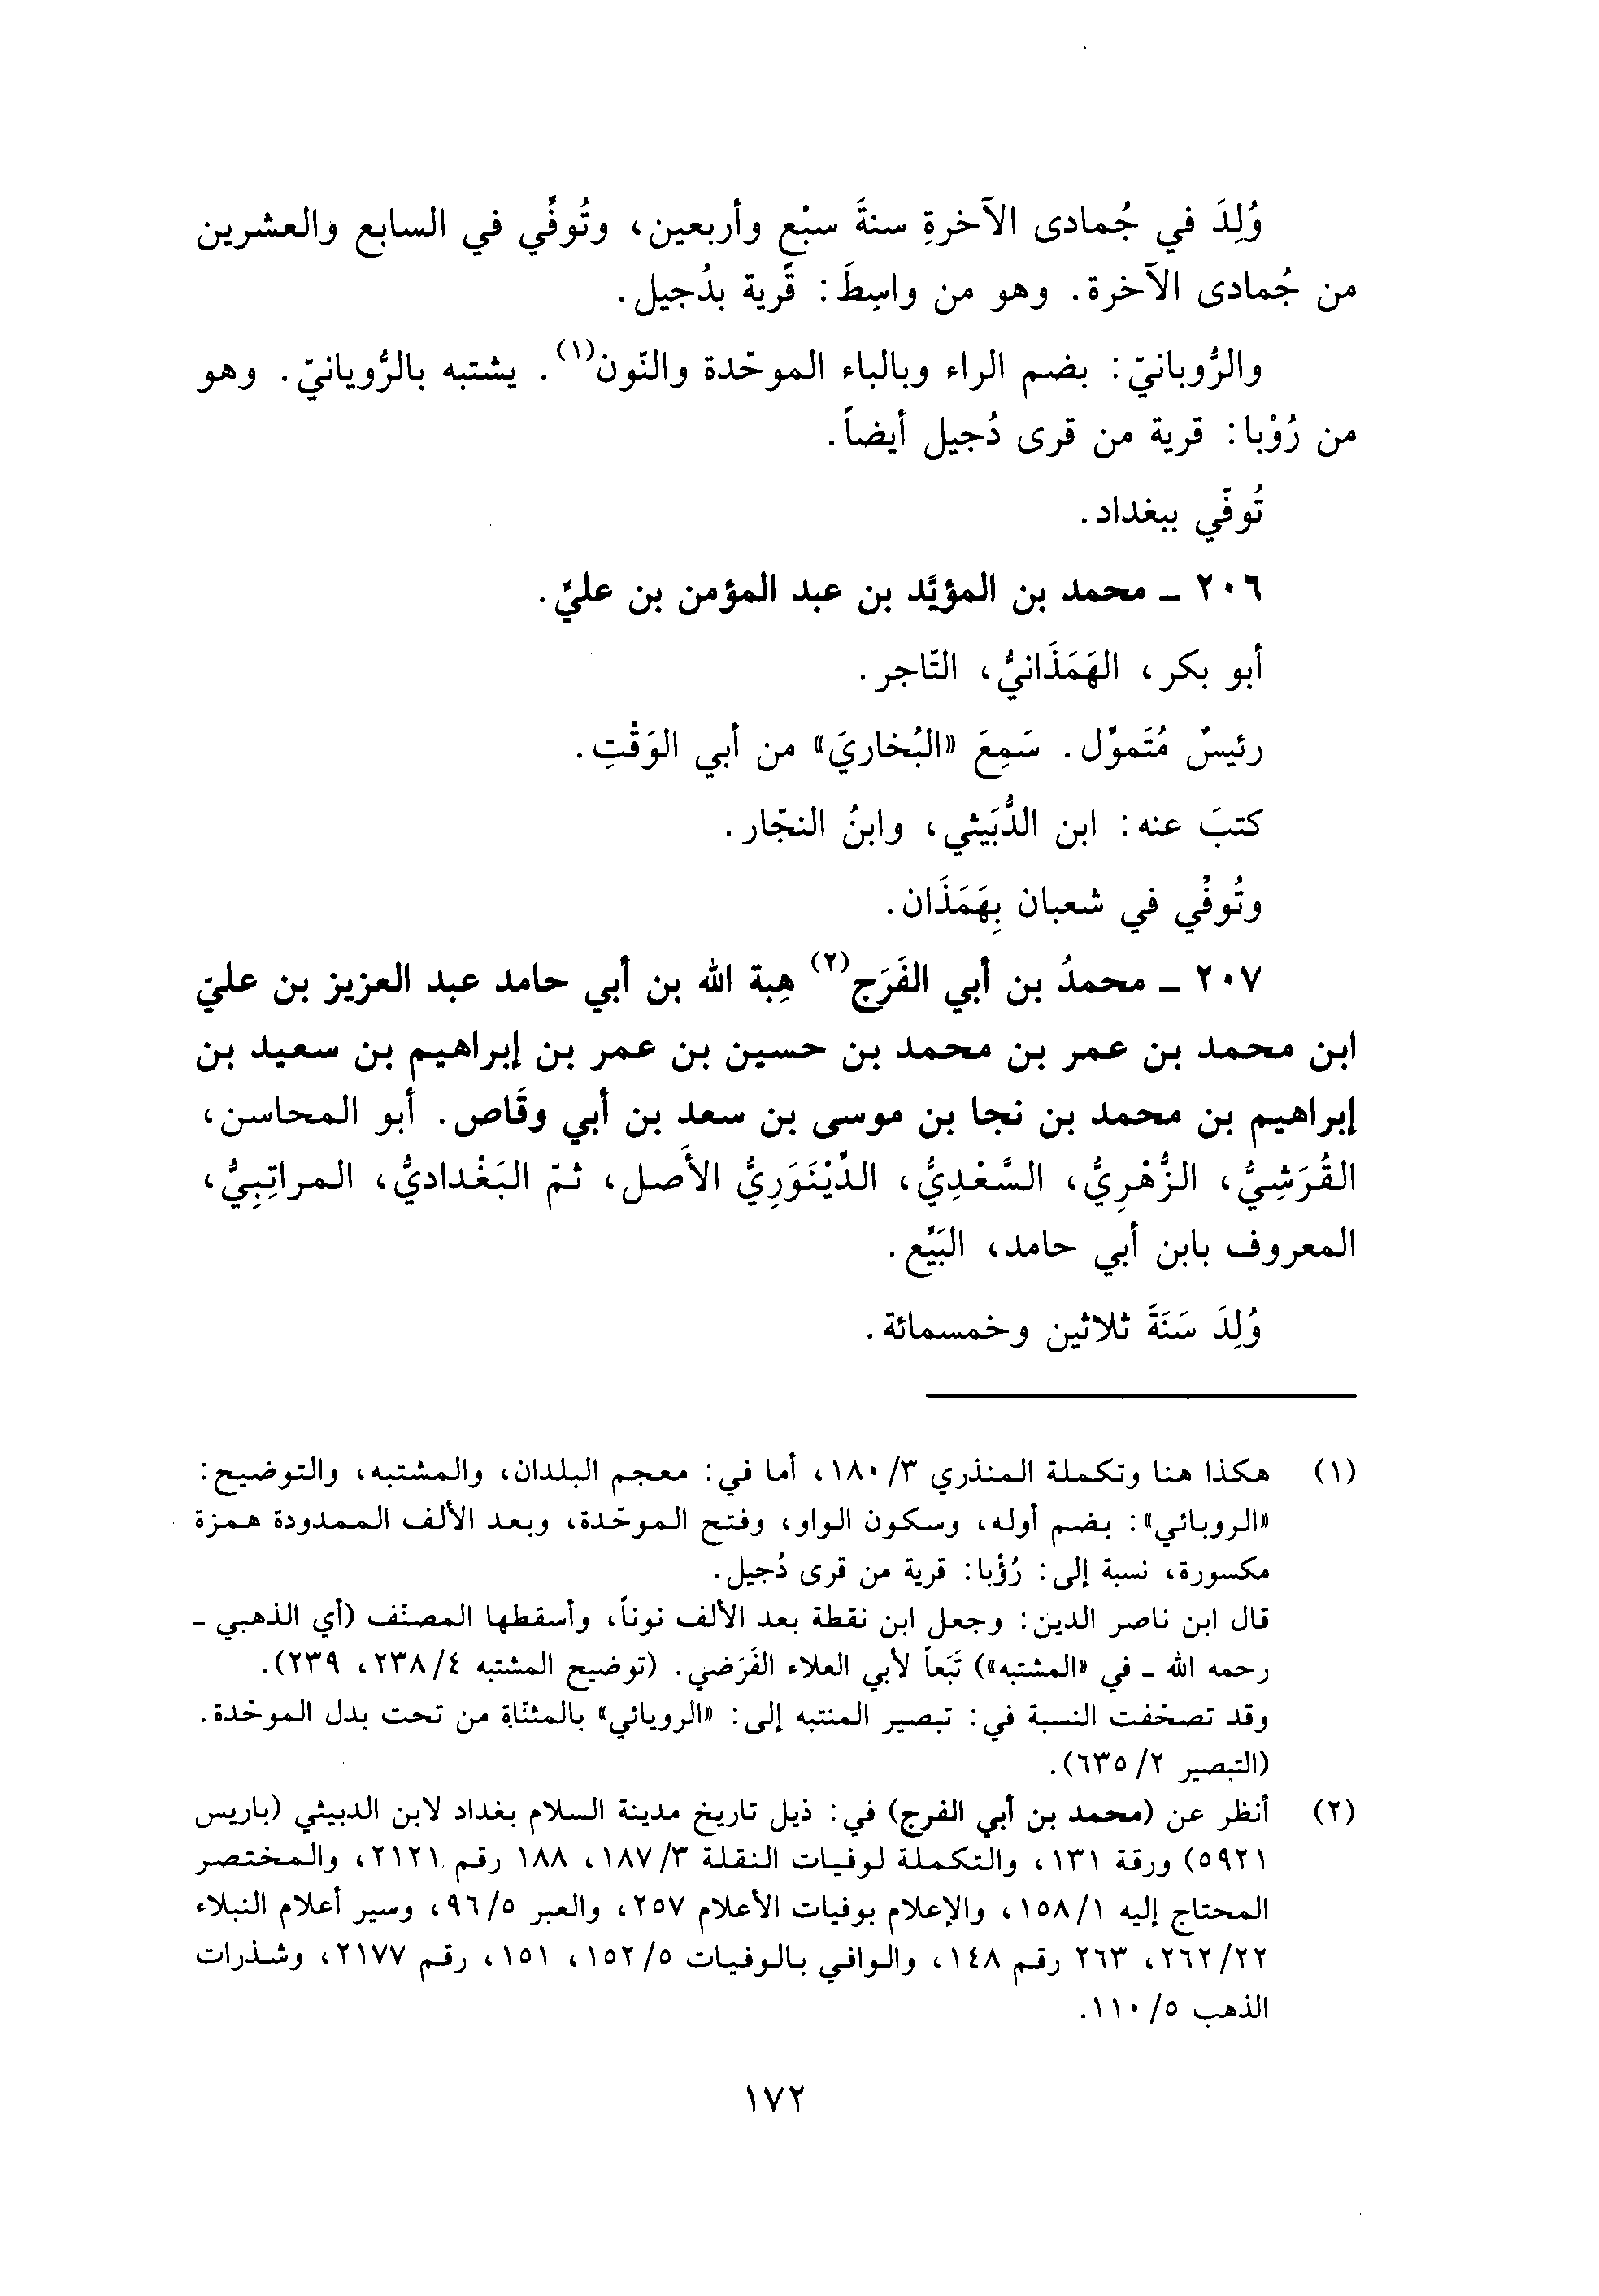 وُلِدَ في جُمادى الآخرةِ سنةَ سبْعٍ وأربعين، وتُوفّي في السابع والعشرين
من جُمادى الآخرة. وهو من واسِطَ: قَرية بدُجيل.
والرُّوبانيّ: بضم الراء وبالباء الموحّدة والنّون(١). يشتبه بالرُّويانيّ. وهو
من رُوْبا: قرية من قرى دُجيل أيضاً.
تُوفّي ببغداد.
٢٠٦ ـ محمد بن المؤيَّد بن عبد المؤمن بن عليّ.
أبو بكر، الهَمَذَانيُّ، التّاجر.
رئيسٌ مُتَموِّل. سَمِعَ «البُخاريَ» من أبي الوَقْتِ.
كتبَ عنه: ابن الدُّبَيثي، وابنُ النجّار.
وتُوفّي في شعبان بِهَمَذَان.
٢٠٧ ـ محمدُ بن أبي الفَرَج(٢) هِبة الله بن أبي حامد عبد العزيز بن عليّ
ابن محمد بن عمر بن محمد بن حسين بن عمر بن إبراهيم بن سعيد بن
إبراهيم بن محمد بن نجا بن موسى بن سعد بن أبي وقّاص. أبو المحاسن،
القُرَشِيُّ، الزُّهْرِيُّ، السَّعْدِيُّ، الدِّيْنَوَرِيُّ الأَصل، ثمّ البَغْداديُّ، المراتِبِيُّ،
المعروف بابن أبي حامد، البَيِّع.
وُلِدَ سَنَةَ ثلاثين وخمسمائة.
(١) هكذا هنا وتكملة المنذري ٣/ ١٨٠، أما في: معجم البلدان، والمشتبه، والتوضيح:
«الروبائي»: بضم أوله، وسكون الواو، وفتح الموحّدة، وبعد الألف الممدودة همزة
مكسورة، نسبة إلى: رُؤْبا: قرية من قرى دُجيل.
قال ابن ناصر الدين: وجعل ابن نقطة بعد الألف نوناً، وأسقطها المصنّف (أي الذهبي ـ
رحمه الله ـ في «المشتبه») تَبَعاً لأبي العلاء الفَرَضي. (توضيح المشتبه ٤/ ٢٣٨، ٢٣٩).
وقد تصحّفت النسبة في: تبصير المنتبه إلى: «الرويائي» بالمثنّاة من تحت بدل الموحّدة.
(التبصير ٢/ ٦٣٥).
(٢) أنظر عن (محمد بن أبي الفرج) في: ذيل تاريخ مدينة السلام بغداد لابن الدبيثي (باريس
٥٩٢١) ورقة ١٣١، والتكملة لوفيات النقلة ٣/ ١٨٧، ١٨٨ رقم ٢١٢١، والمختصر
المحتاج إليه ١/ ١٥٨، والإعلام بوفيات الأعلام ٢٥٧، والعبر ٥/ ٩٦، وسير أعلام النبلاء
٢٢/ ٢٦٢، ٢٦٣ رقم ١٤٨، والوافي بالوفيات ٥/ ١٥٢، ١٥١، رقم ٢١٧٧، وشذرات
الذهب ٥/ ١١٠.
١٧٢